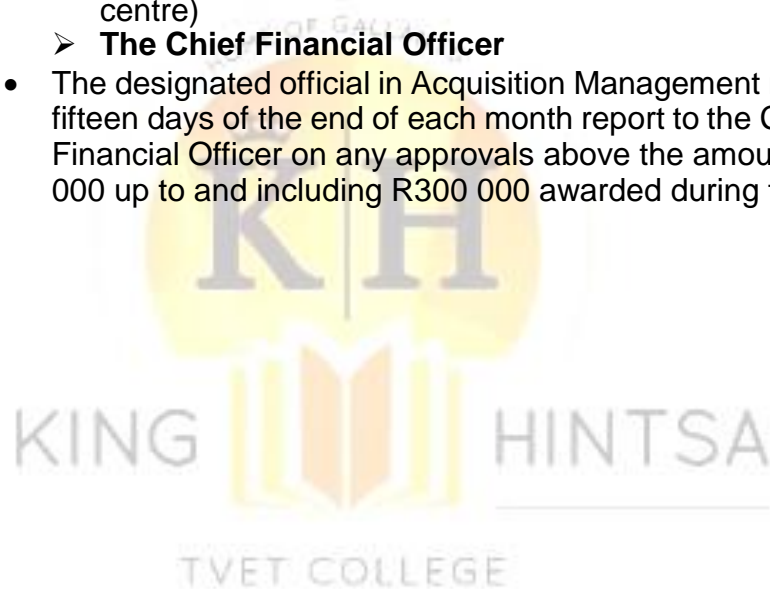 centre)
➢ The Chief Financial Officer
• The designated official in Acquisition Management
fifteen days of the end of each month report to the
Financial Officer on any approvals above the
000 up to and including R300 000 awarded during
KH
KING HINTSA
TVET COLLEGE